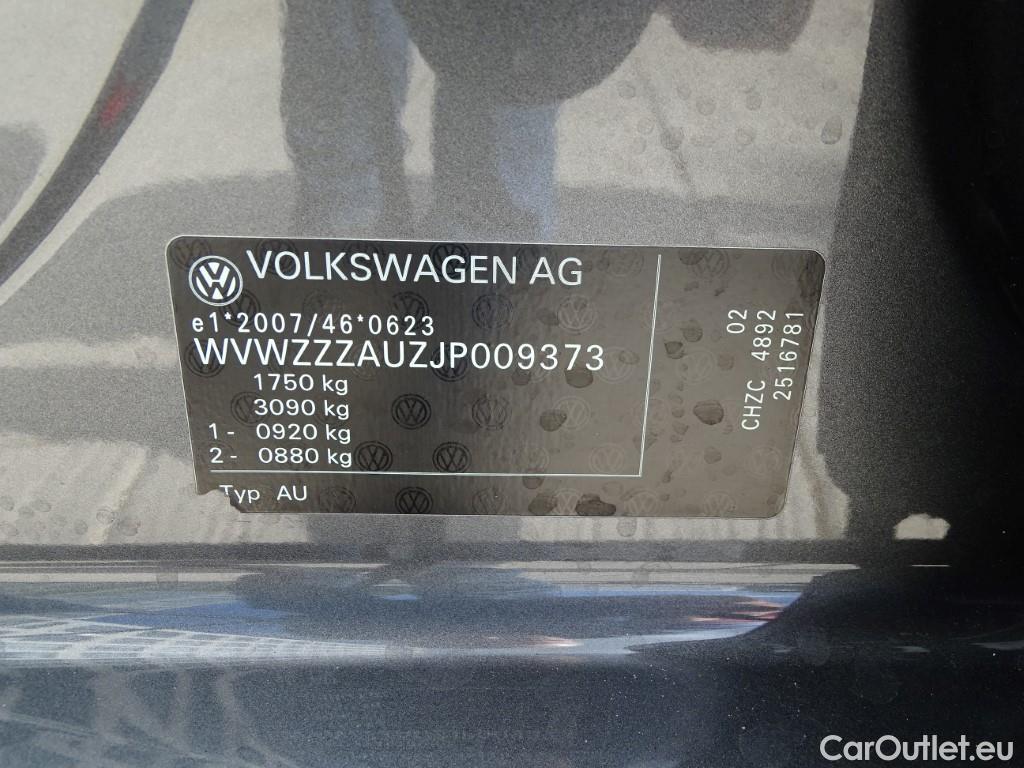 VOLKSWAGEN AG
e1*2007/46*0623
WVWZZZAUZJP009373
1750 kg
3090 kg
1 - 0920 kg
2 - 0880 kg
Typ AU
02
CHZC 4892
2516781
CarOutlet.eu